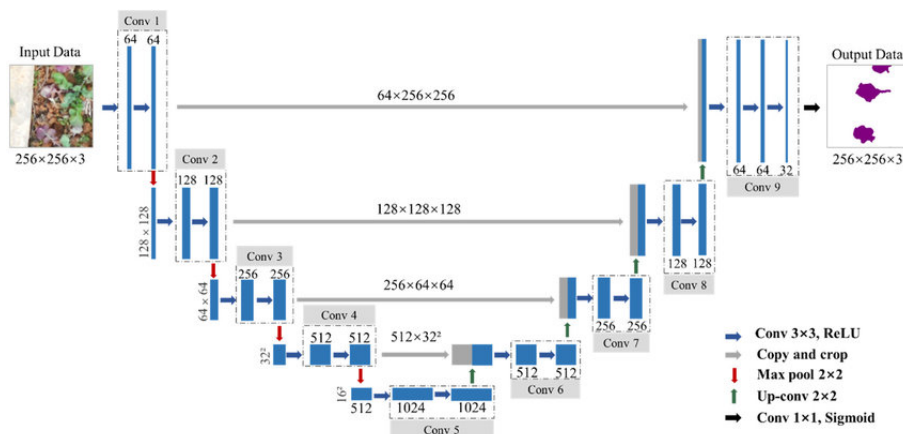 Conv 1
Input Data
64 64
256×256×3
64×256×256
Output Data
256×256×3
64 64 32
Conv 9
Conv 2
128 128
128 × 128
128×128×128
128 128
Conv 8
Conv 3
256 256
64 × 64
256×64×64
256 256
Conv 7
Conv 4
512 512
32²
512×32²
512 512
Conv 6
16²
512
1024 1024
Conv 5
Conv 3×3, ReLU
Copy and crop
Max pool 2×2
Up-conv 2×2
Conv 1×1, Sigmoid